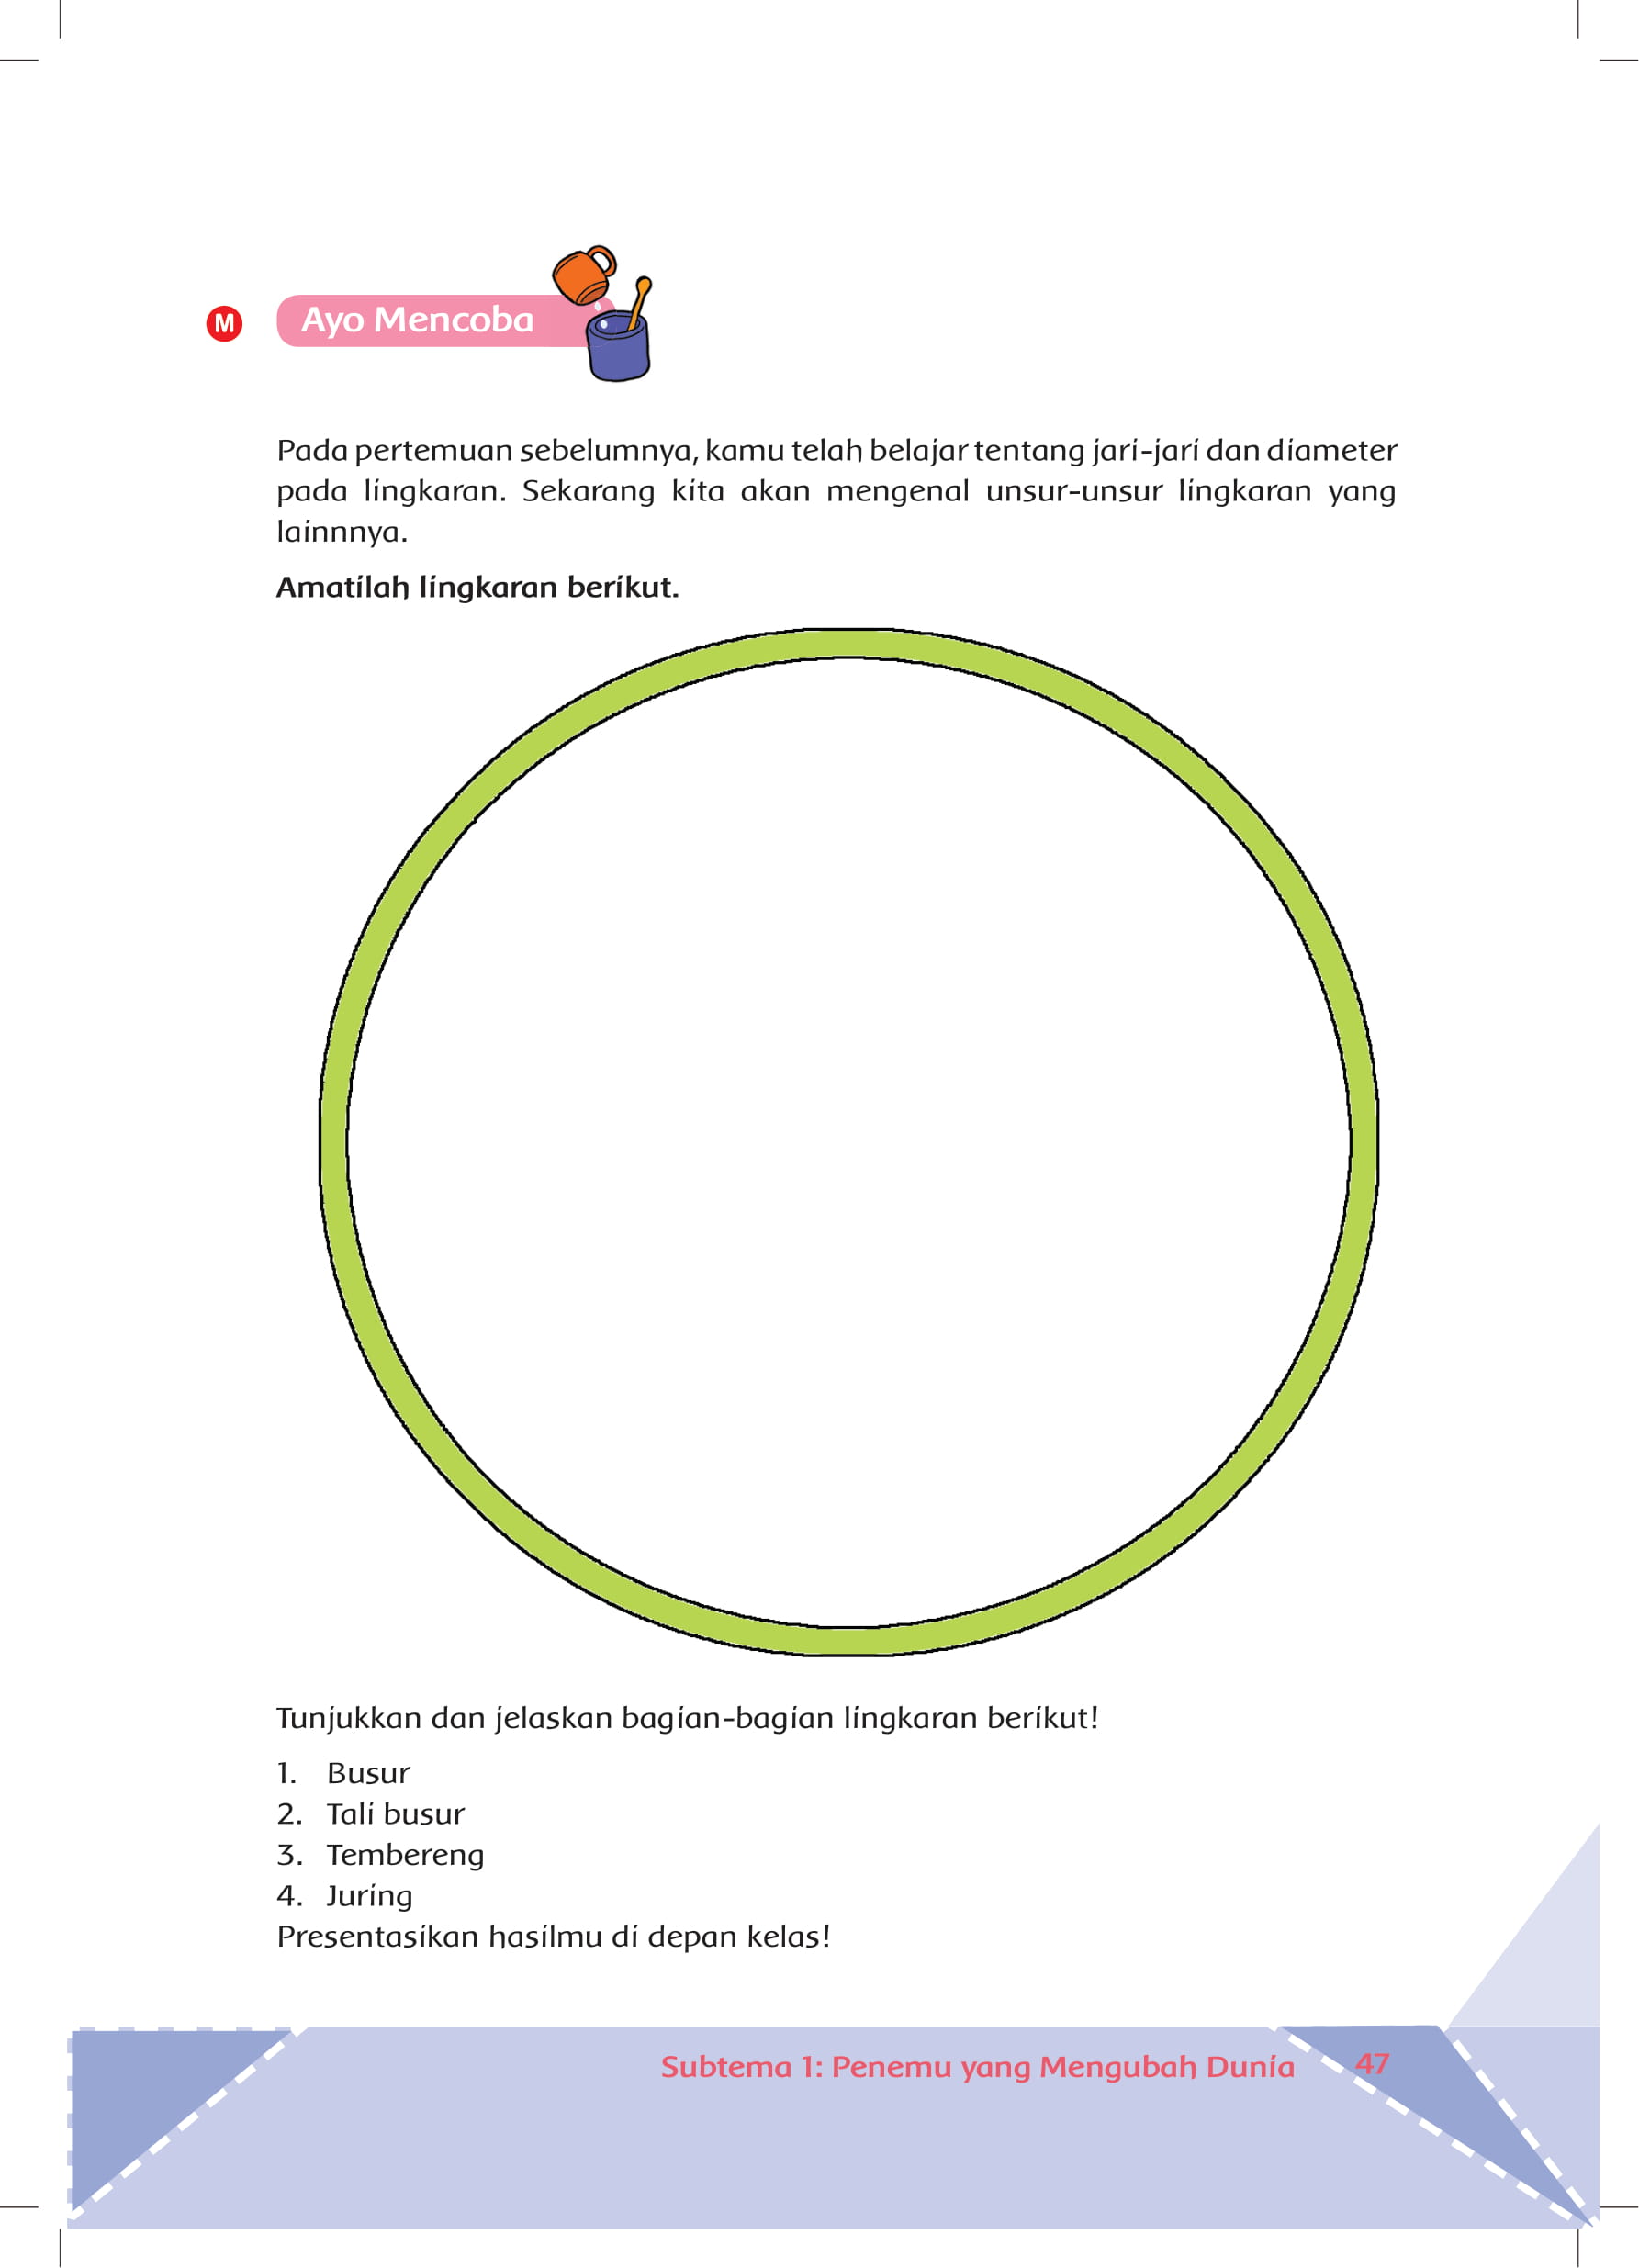 M
Ayo Mencoba
Pada pertemuan sebelumnya, kamu telah belajar tentang jari-jari dan diameter
pada lingkaran. Sekarang kita akan mengenal unsur-unsur lingkaran yang
lainnnya.
Amatilah lingkaran berikut.
Tunjukkan dan jelaskan bagian-bagian lingkaran berikut!
1. Busur
2. Tali busur
3. Tembereng
4. Juring
Presentasikan hasilmu di depan kelas!
Subtema 1: Penemu yang Mengubah Dunia 47